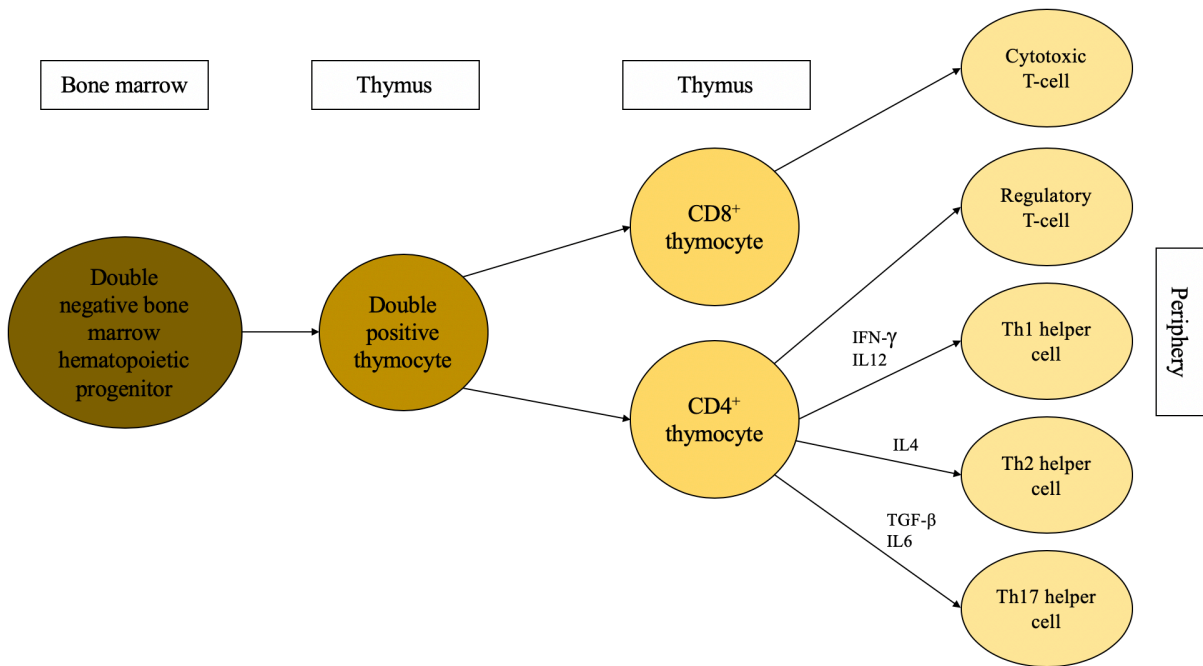 Bone marrow
Thymus
Thymus
Double
negative bone
marrow
hematopoietic
progenitor
Double
positive
thymocyte
CD8⁺
thymocyte
CD4⁺
thymocyte
IFN-γ
IL12
IL4
TGF-β
IL6
Cytotoxic
T-cell
Regulatory
T-cell
Th1 helper
cell
Th2 helper
cell
Th17 helper
cell
Periphery